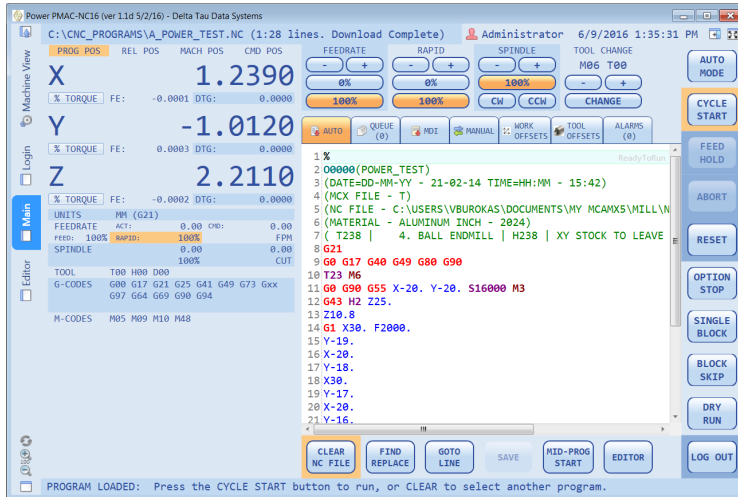 Power PMAC-NC16 (ver 1.1d 5/2/16) - Delta Tau Data Systems
C:\CNC_PROGRAMS\A_POWER_TEST.NC (1:28 lines. Download Complete) Administrator 6/9/2016 1:35:31 PM
Machine View
Login
Main
Editor
100
PROG POS REL POS MACH POS CMD POS
X 1.2390
% TORQUE FE: -0.0001 DTG: 0.0000
Y -1.0120
% TORQUE FE: 0.0003 DTG: 0.0000
Z 2.2110
% TORQUE FE: -0.0002 DTG: 0.0000
UNITS MM (G21)
FEEDRATE ACT: 0.00 CMD: 0.00
FEED: 100% RAPID: 100% FPM
SPINDLE 0.00 0.00
100% CUT
TOOL T00 H00 D00
G-CODES G00 G17 G21 G25 G41 G49 G73 Gxx
G97 G64 G69 G90 G94
M-CODES M05 M09 M10 M48
FEEDRATE RAPID SPINDLE TOOL CHANGE
- + - + - + M06 T00
0% 0% 100% - +
100% 100% CW CCW CHANGE
AUTO QUEUE (0) MDI MANUAL WORK OFFSETS TOOL OFFSETS ALARMS (0)
ReadyToRun
1 %
2 O0000(POWER_TEST)
3 (DATE=DD-MM-YY - 21-02-14 TIME=HH:MM - 15:42)
4 (MCX FILE - T)
5 (NC FILE - C:\USERS\VBUROKAS\DOCUMENTS\MY MCAMX5\MILL\N
6 (MATERIAL - ALUMINUM INCH - 2024)
7 ( T238 | 4. BALL ENDMILL | H238 | XY STOCK TO LEAVE
8 G21
9 G0 G17 G40 G49 G80 G90
10 T23 M6
11 G0 G90 G55 X-20. Y-20. S16000 M3
12 G43 H2 Z25.
13 Z10.8
14 G1 X30. F2000.
15 Y-19.
16 X-20.
17 Y-18.
18 X30.
19 Y-17.
20 X-20.
21 Y-16.
CLEAR NC FILE
FIND REPLACE
GOTO LINE
SAVE
MID-PROG START
EDITOR
AUTO MODE
CYCLE START
FEED HOLD
ABORT
RESET
OPTION STOP
SINGLE BLOCK
BLOCK SKIP
DRY RUN
LOG OUT
PROGRAM LOADED: Press the CYCLE START button to run, or CLEAR to select another program.